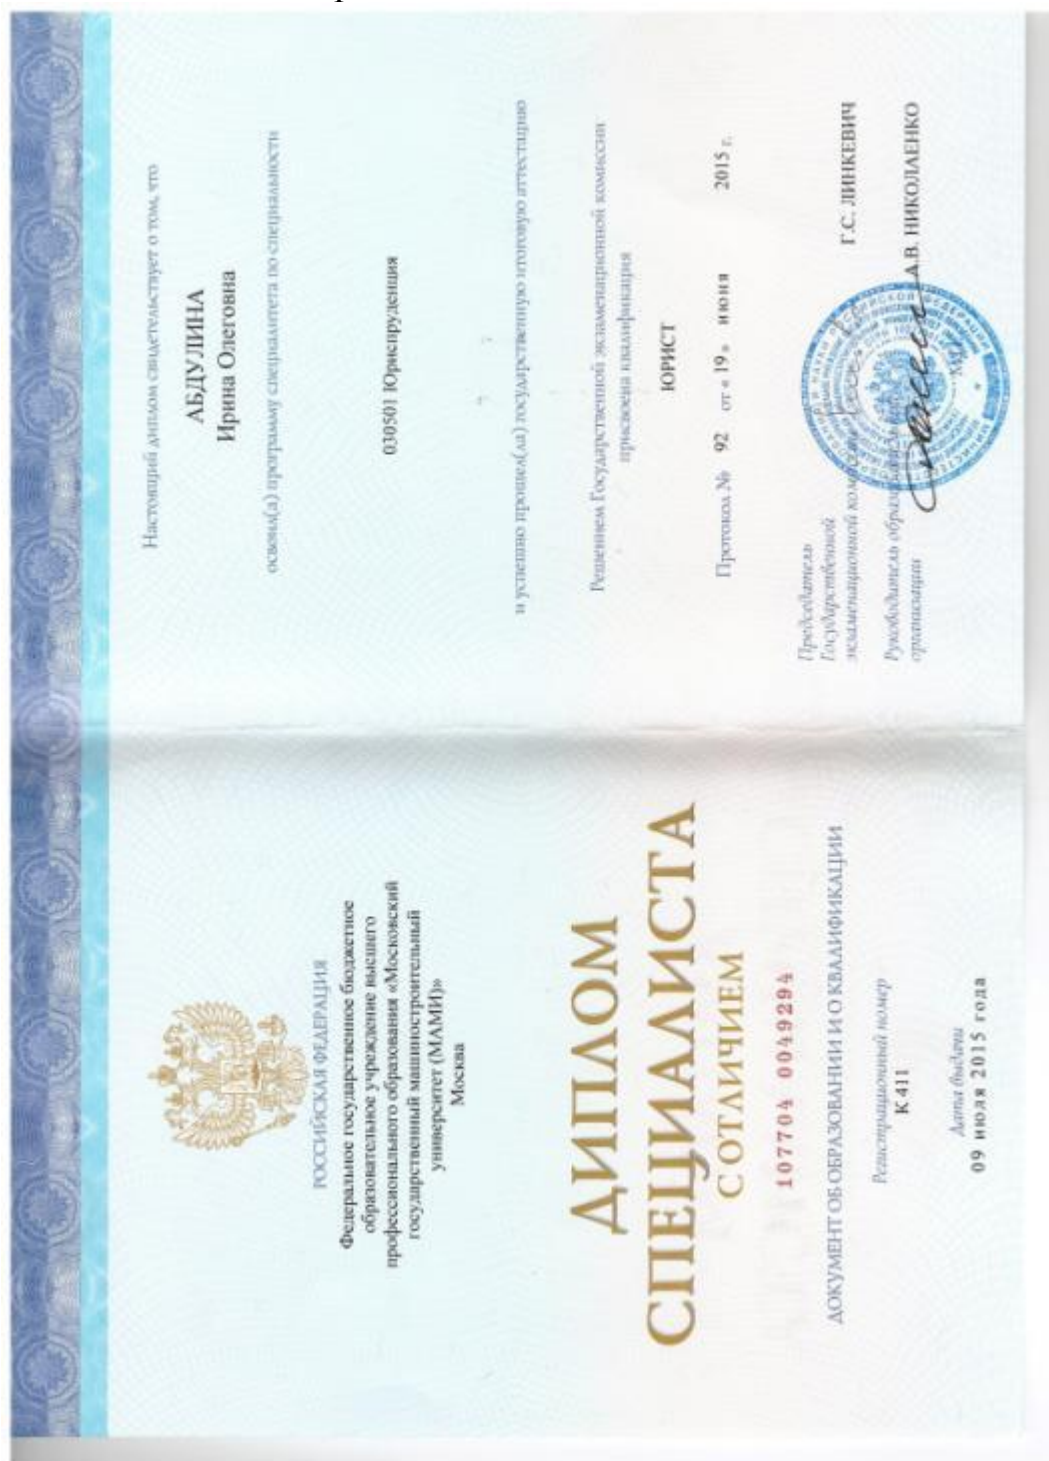 РОССИЙСКАЯ ФЕДЕРАЦИЯ
Федеральное государственное бюджетное
образовательное учреждение высшего
профессионального образования «Московский
государственный машиностроительный
университет (МАМИ)»
Москва
ДИПЛОМ
СПЕЦИАЛИСТА
С ОТЛИЧИЕМ
107704 0049294
ДОКУМЕНТ ОБ ОБРАЗОВАНИИ И О КВАЛИФИКАЦИИ
Регистрационный номер
К 411
Дата выдачи
09 июля 2015 года
Настоящий диплом свидетельствует о том, что
АБДУЛИНА
Ирина Олеговна
освоил(а) программу специалитета по специальности
030501 Юриспруденция
и успешно прошел(ла) государственную итоговую аттестацию
Решением Государственной экзаменационной комиссии
присвоена квалификация
ЮРИСТ
Протокол № 92 от « 19 » июня 2015 г.
Председатель
Государственной
экзаменационной Г.С. ЛИНКЕВИЧ
Руководитель А.В. НИКОЛАЕНКО
организации